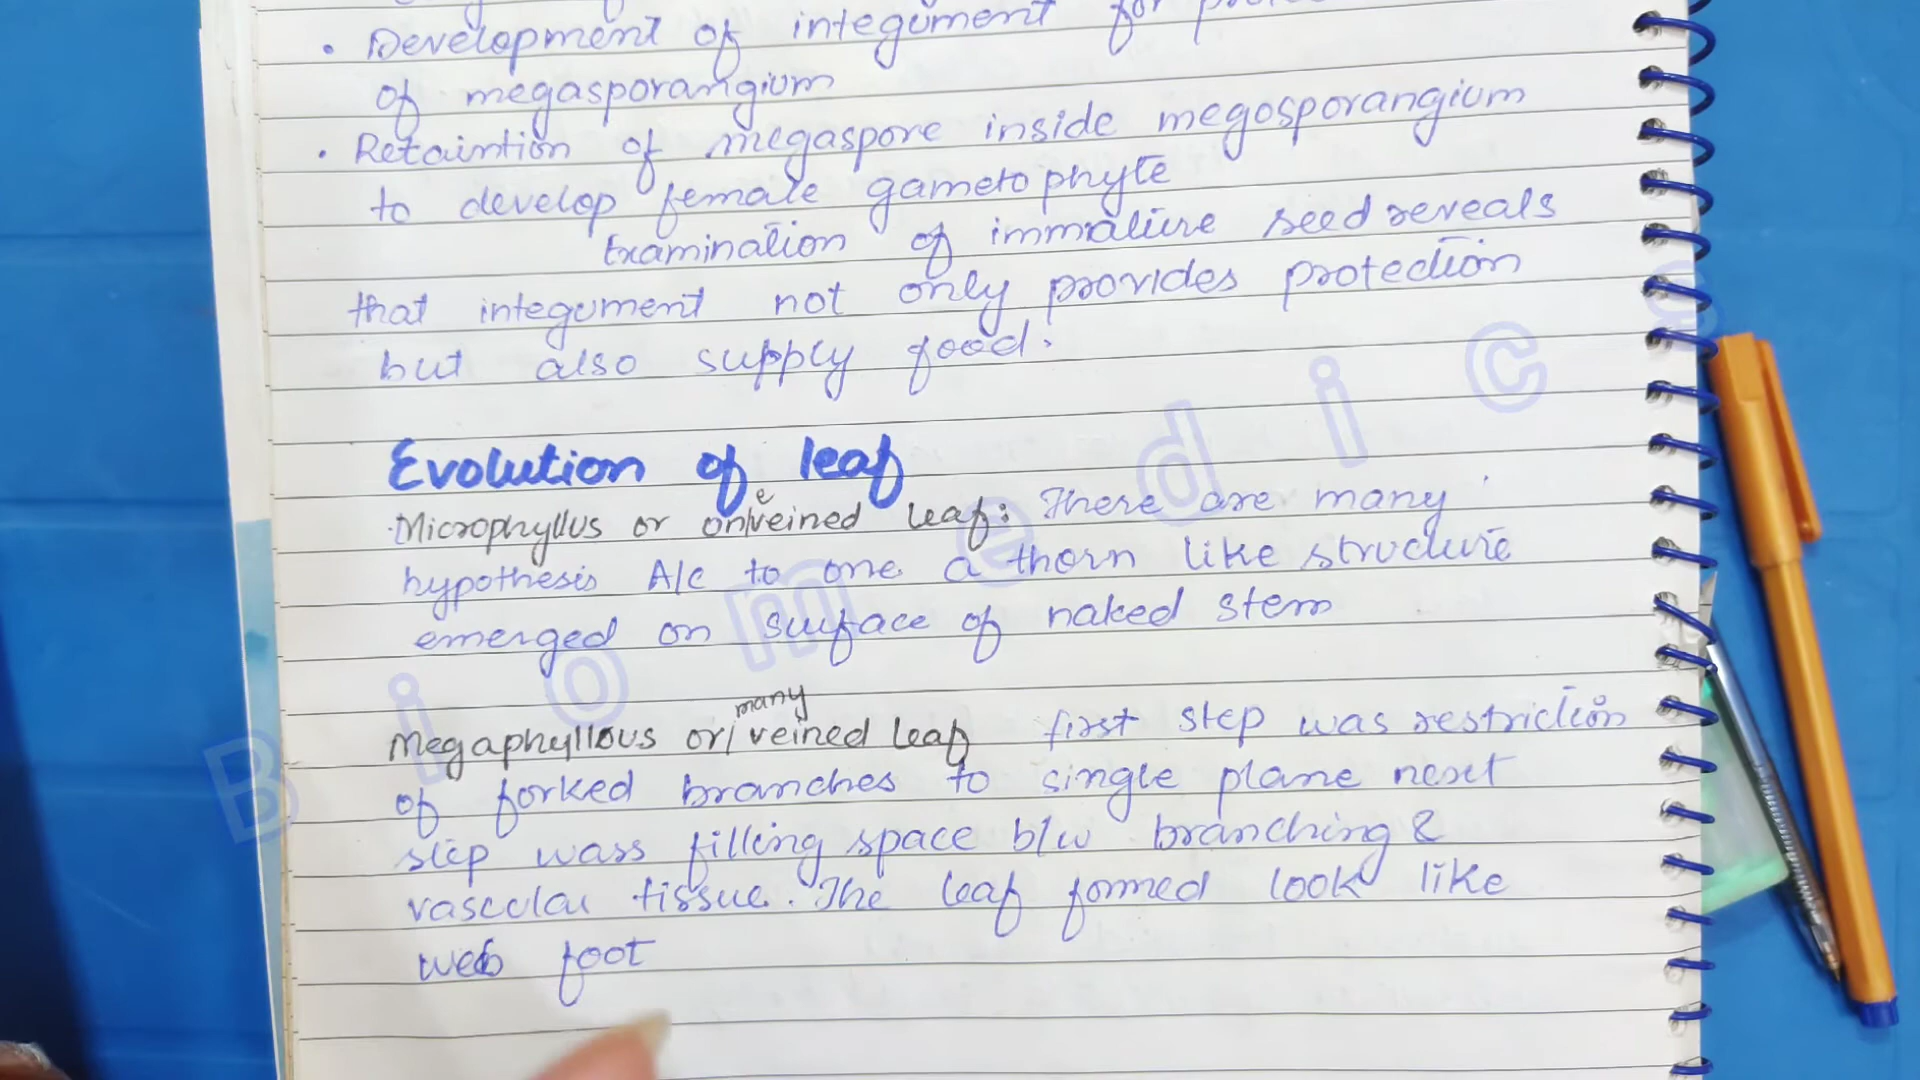 • Development of integument for
of megasporangium
• Retaintion of megaspore inside megosporangium
to develop female gametophyte
Examination of immature seed reveals
that integument not only provides protection
but also supply food.
Evolution of leaf
Microphyllus or one veined leaf: There are many
hypothesis A/c to one a thorn like structure
emerged on surface of naked stem
Megaphyllous or many veined leaf first step was restriction
of forked branches to single plane next
step wass filling space b/w branching &
vascular tissue. The leaf formed look like
web foot
Biomedics